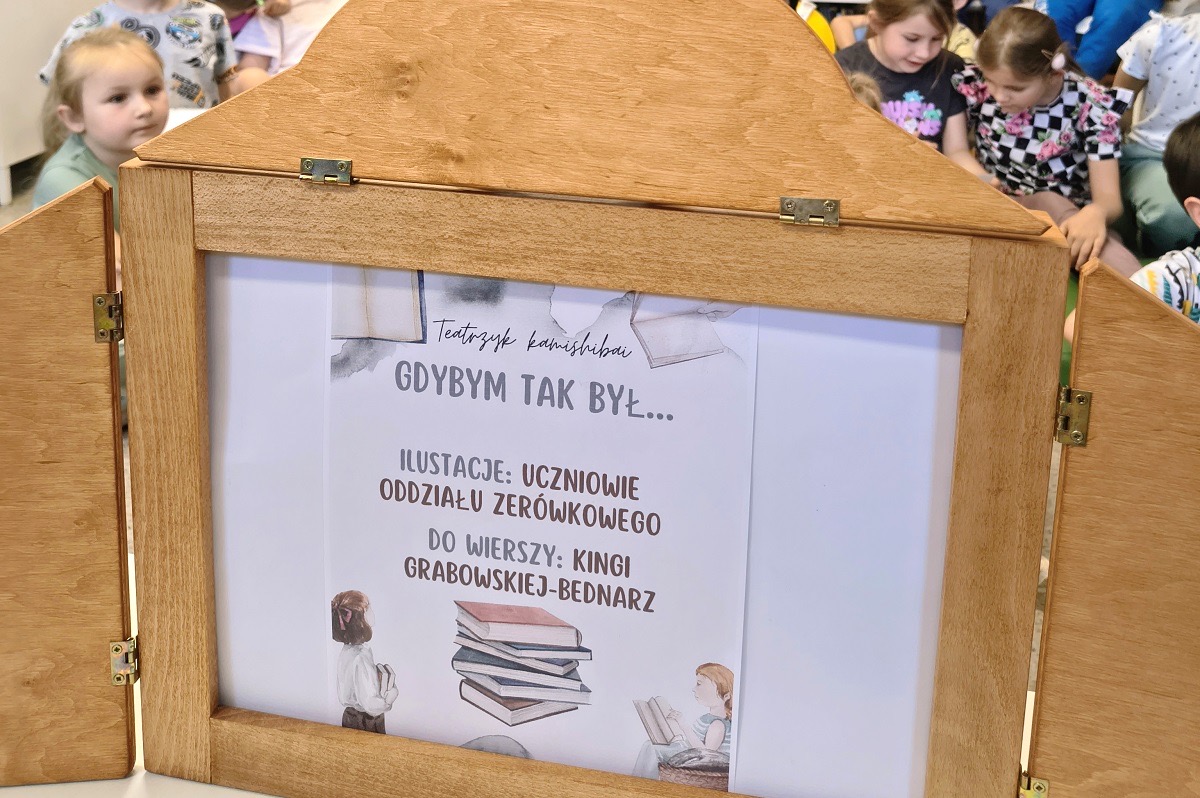 Teatrzyk kamishibai
GDYBYM TAK BYŁ...
ILUSTACJE: UCZNIOWIE
ODDZIAŁU ZERÓWKOWEGO
DO WIERSZY: KINGI
GRABOWSKIEJ-BEDNARZ